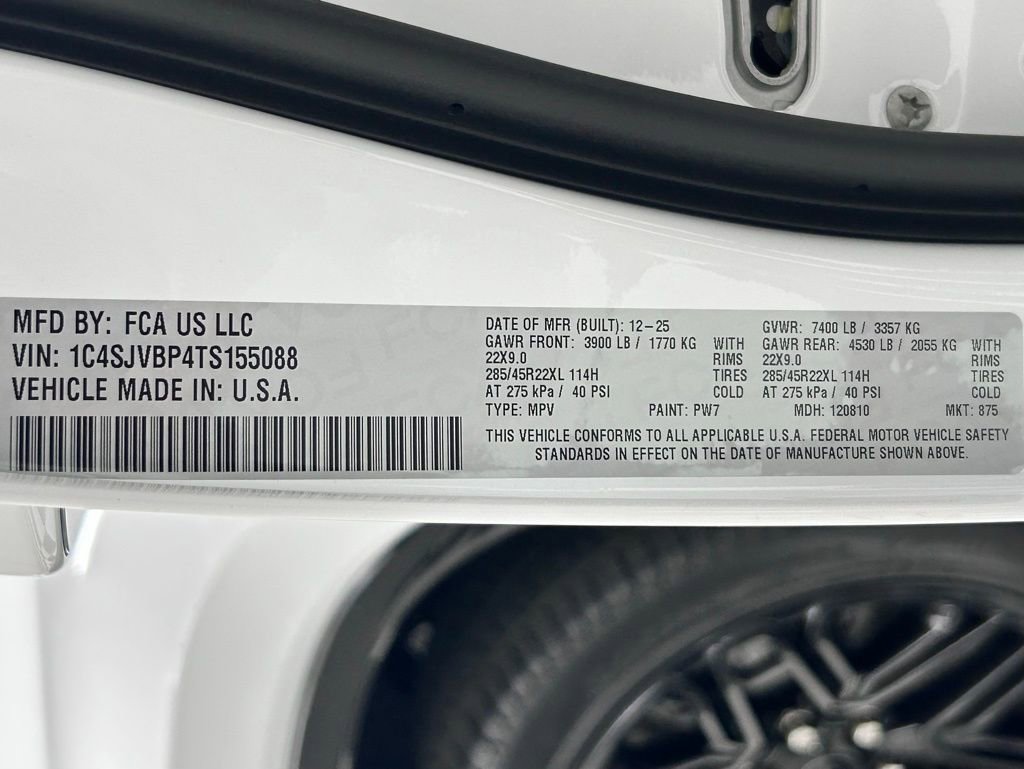 MFD BY: FCA US LLC
VIN: 1C4SJVBP4TS155088
VEHICLE MADE IN: U.S.A.
DATE OF MFR (BUILT): 12-25 GVWR: 7400 LB / 3357 KG
GAWR FRONT: 3900 LB / 1770 KG WITH GAWR REAR: 4530 LB / 2055 KG WITH
22X9.0 RIMS 22X9.0 RIMS
285/45R22XL 114H TIRES 285/45R22XL 114H TIRES
AT 275 kPa / 40 PSI COLD AT 275 kPa / 40 PSI COLD
TYPE: MPV PAINT: PW7 MDH: 120810 MKT: 875
THIS VEHICLE CONFORMS TO ALL APPLICABLE U.S.A. FEDERAL MOTOR VEHICLE SAFETY
STANDARDS IN EFFECT ON THE DATE OF MANUFACTURE SHOWN ABOVE.